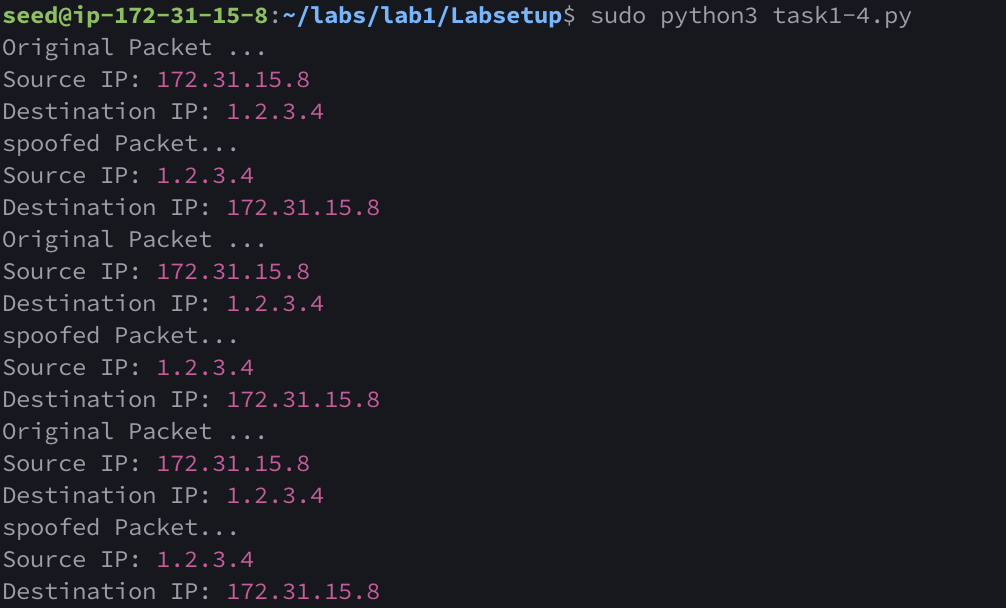 seed@ip-172-31-15-8:~/labs/lab1/Labsetup$ sudo python3 task1-4.py
Original Packet ...
Source IP: 172.31.15.8
Destination IP: 1.2.3.4
spoofed Packet...
Source IP: 1.2.3.4
Destination IP: 172.31.15.8
Original Packet ...
Source IP: 172.31.15.8
Destination IP: 1.2.3.4
spoofed Packet...
Source IP: 1.2.3.4
Destination IP: 172.31.15.8
Original Packet ...
Source IP: 172.31.15.8
Destination IP: 1.2.3.4
spoofed Packet...
Source IP: 1.2.3.4
Destination IP: 172.31.15.8